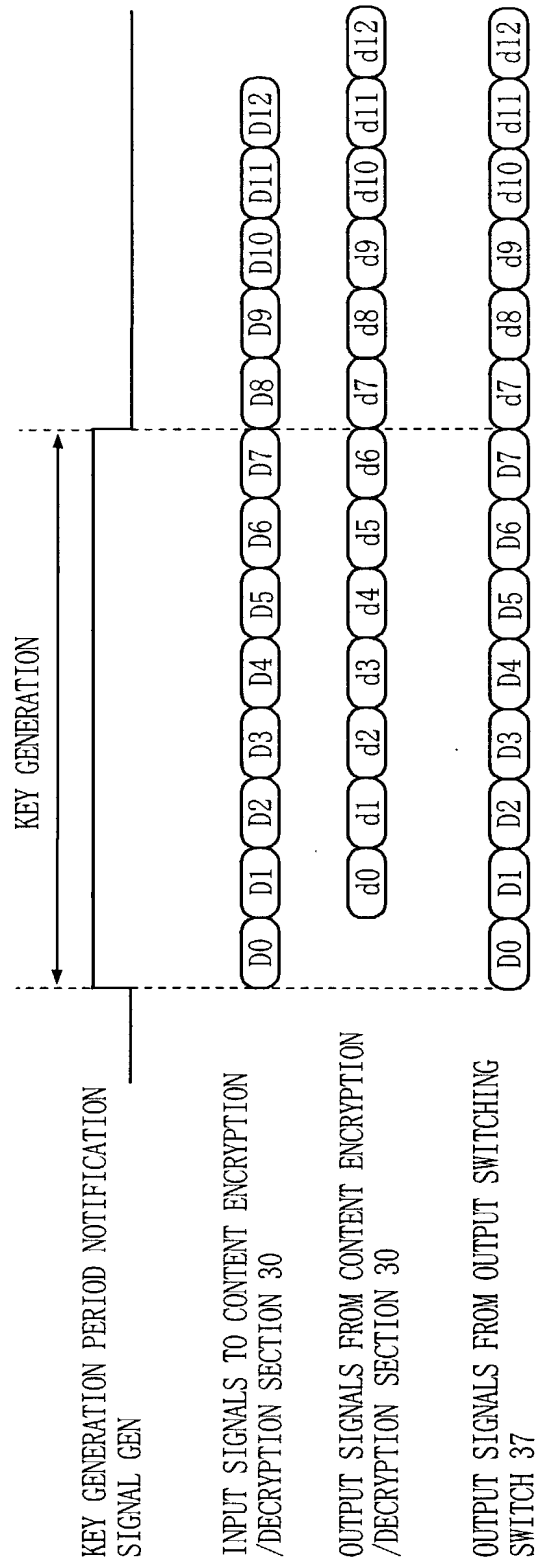 KEY GENERATION
KEY GENERATION PERIOD NOTIFICATION
SIGNAL GEN
INPUT SIGNALS TO CONTENT ENCRYPTION
/DECRYPTION SECTION 30
D0 D1 D2 D3 D4 D5 D6 D7 D8 D9 D10 D11 D12
OUTPUT SIGNALS FROM CONTENT ENCRYPTION
/DECRYPTION SECTION 30
d0 d1 d2 d3 d4 d5 d6 d7 d8 d9 d10 d11 d12
OUTPUT SIGNALS FROM OUTPUT SWITCHING
SWITCH 37
D0 D1 D2 D3 D4 D5 D6 D7 d7 d8 d9 d10 d11 d12